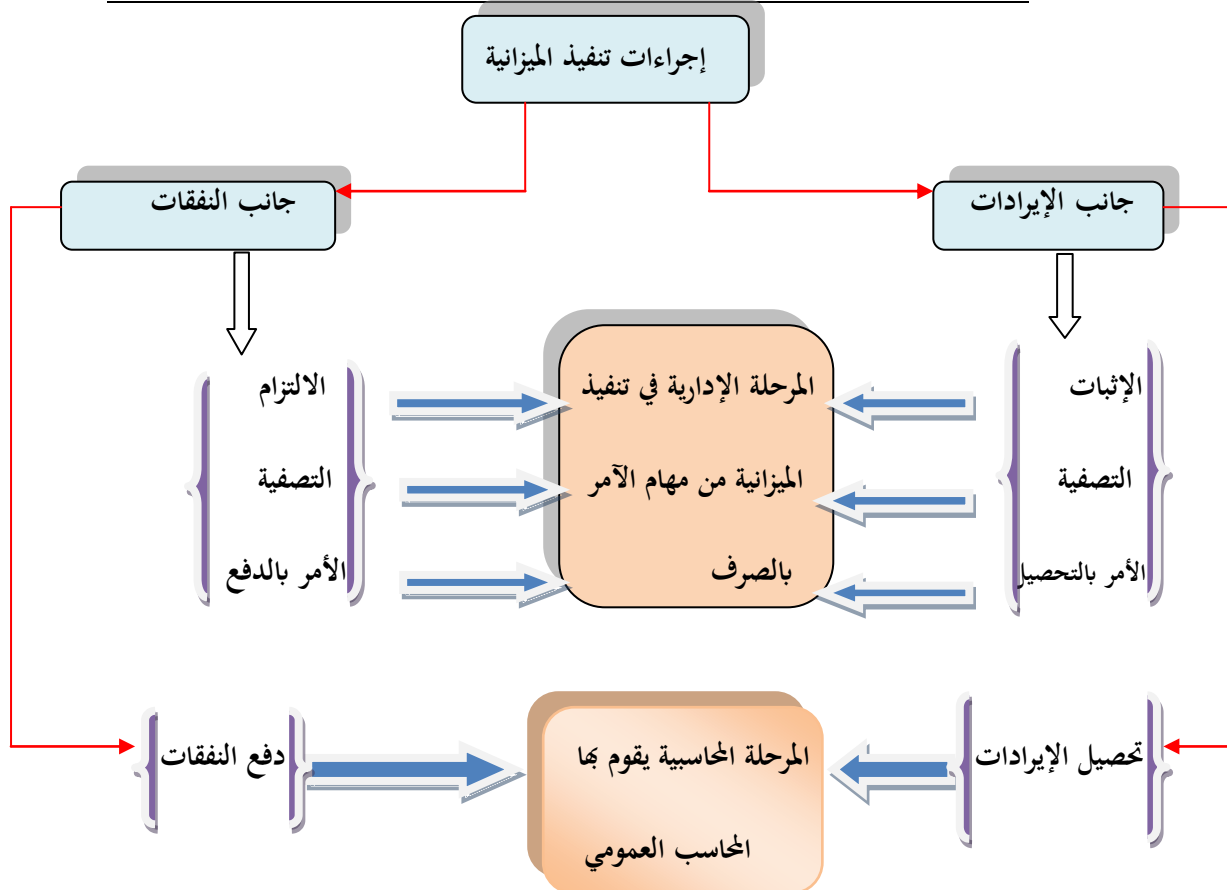 إجراءات تنفيذ الميزانية
جانب الإيرادات
جانب النفقات
الإثبات
التصفية
الأمر بالتحصيل
المرحلة الإدارية في تنفيذ
الميزانية من مهام الآمر
بالصرف
الالتزام
التصفية
الأمر بالدفع
تحصيل الإيرادات
المرحلة المحاسبية يقوم بها
المحاسب العمومي
دفع النفقات